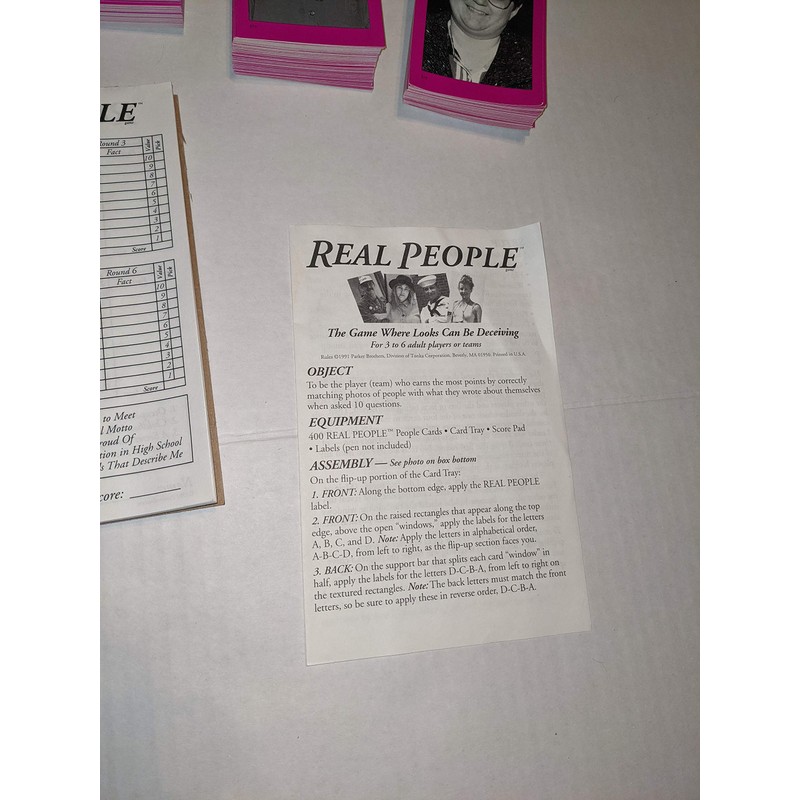 PLE™
game
Round 3
Fact
Value
Pick
10
9
8
7
6
5
4
3
2
1
Score
Round 6
Fact
Value
Pick
10
9
8
7
6
5
4
3
2
1
Score
to Meet
Motto
roud Of
tion in High School
s That Describe Me
core:
REAL PEOPLE™
game
The Game Where Looks Can Be Deceiving
For 3 to 6 adult players or teams
Rules ©1991 Parker Brothers, Division of Tonka Corporation, Beverly, MA 01950. Printed in U.S.A.
OBJECT
To be the player (team) who earns the most points by correctly
matching photos of people with what they wrote about themselves
when asked 10 questions.
EQUIPMENT
400 REAL PEOPLE™ People Cards • Card Tray • Score Pad
• Labels (pen not included)
ASSEMBLY — See photo on box bottom
On the flip-up portion of the Card Tray:
1. FRONT: Along the bottom edge, apply the REAL PEOPLE
label.
2. FRONT: On the raised rectangles that appear along the top
edge, above the open "windows," apply the labels for the letters
A, B, C, and D. Note: Apply the letters in alphabetical order,
A-B-C-D, from left to right, as the flip-up section faces you.
3. BACK: On the support bar that splits each card "window" in
half, apply the labels for the letters D-C-B-A, from left to right on
the textured rectangles. Note: The back letters must match the front
letters, so be sure to apply these in reverse order, D-C-B-A.